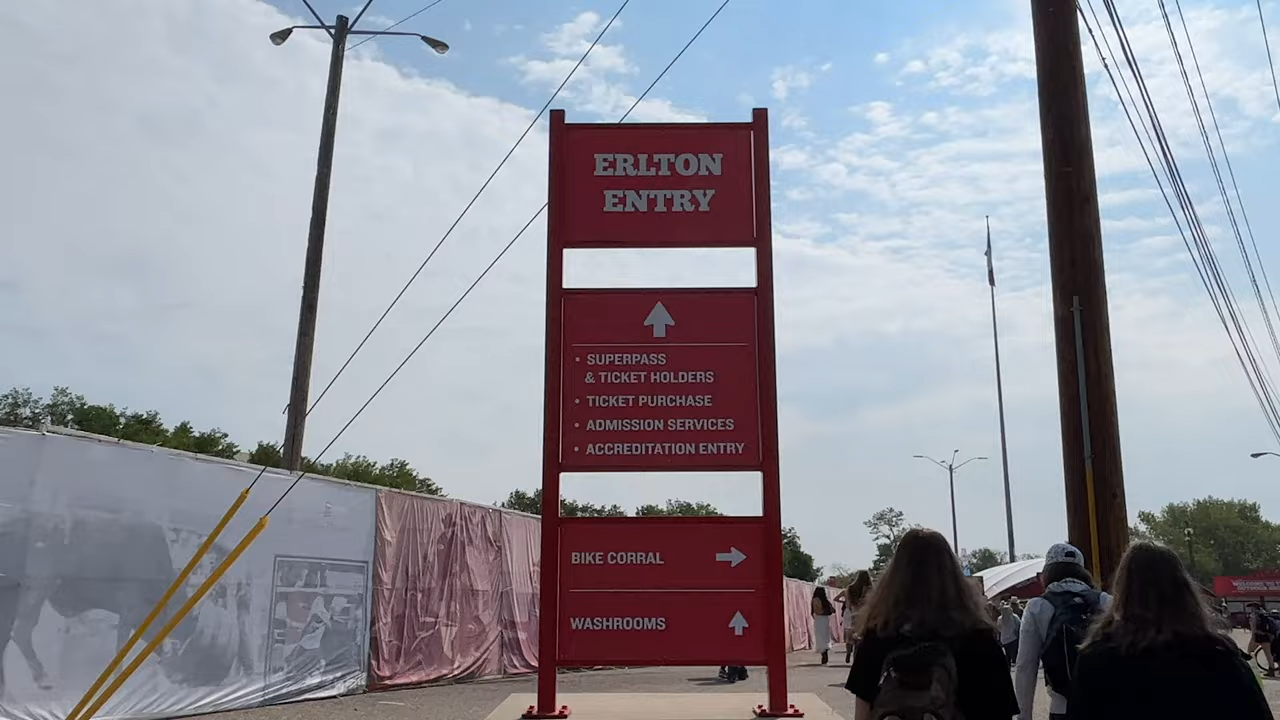 ERLTON
ENTRY
• SUPERPASS
& TICKET HOLDERS
• TICKET PURCHASE
• ADMISSION SERVICES
• ACCREDITATION ENTRY
BIKE CORRAL
WASHROOMS